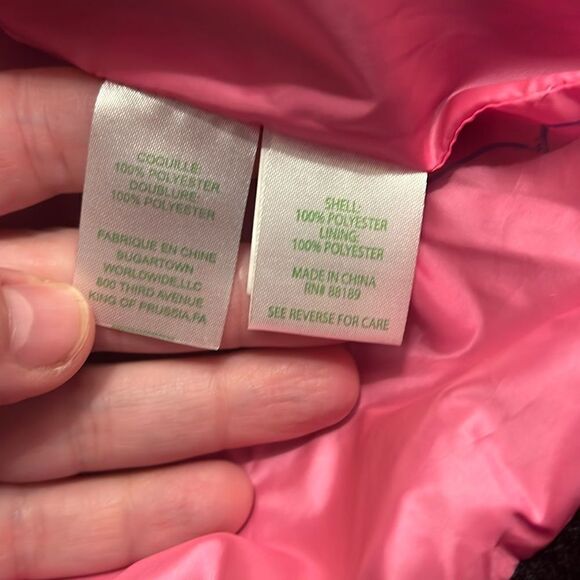 COQUILLE:
100% POLYESTER
DOUBLURE:
100% POLYESTER
FABRIQUE EN CHINE
SUGARTOWN
WORLDWIDE,LLC
800 THIRD AVENUE
KING OF PRUSSIA.PA
SHELL:
100% POLYESTER
LINING:
100% POLYESTER
MADE IN CHINA
RN# 88189
SEE REVERSE FOR CARE